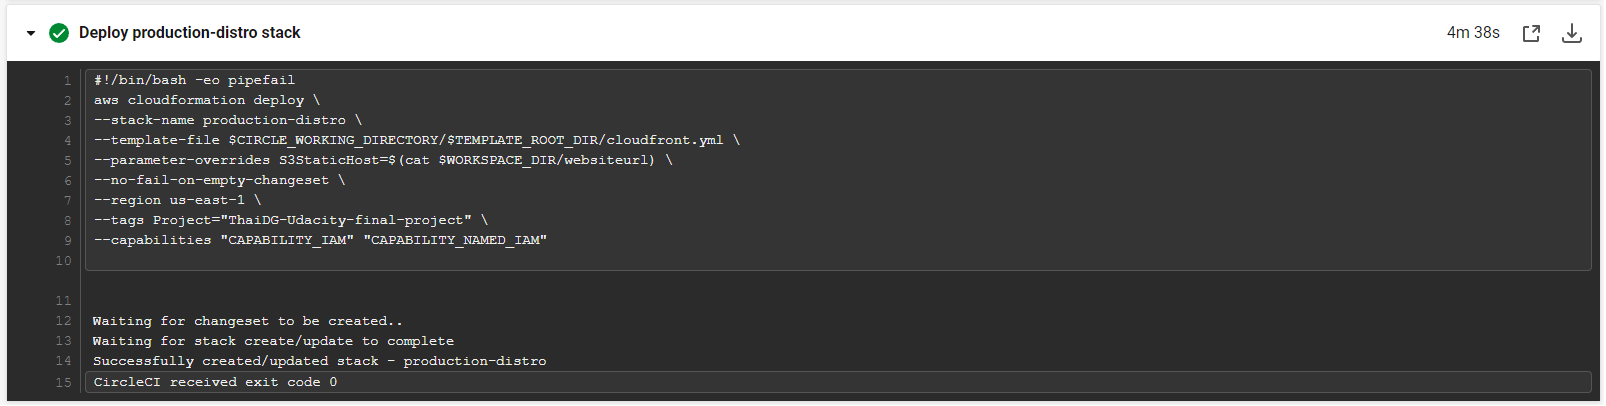 Deploy production-distro stack
4m 38s
1 #!/bin/bash -eo pipefail
2 aws cloudformation deploy \
3 --stack-name production-distro \
4 --template-file $CIRCLE_WORKING_DIRECTORY/$TEMPLATE_ROOT_DIR/cloudfront.yml \
5 --parameter-overrides S3StaticHost=$(cat $WORKSPACE_DIR/websiteurl) \
6 --no-fail-on-empty-changeset \
7 --region us-east-1 \
8 --tags Project="ThaiDG-Udacity-final-project" \
9 --capabilities "CAPABILITY_IAM" "CAPABILITY_NAMED_IAM"
10
11
12 Waiting for changeset to be created..
13 Waiting for stack create/update to complete
14 Successfully created/updated stack - production-distro
15 CircleCI received exit code 0